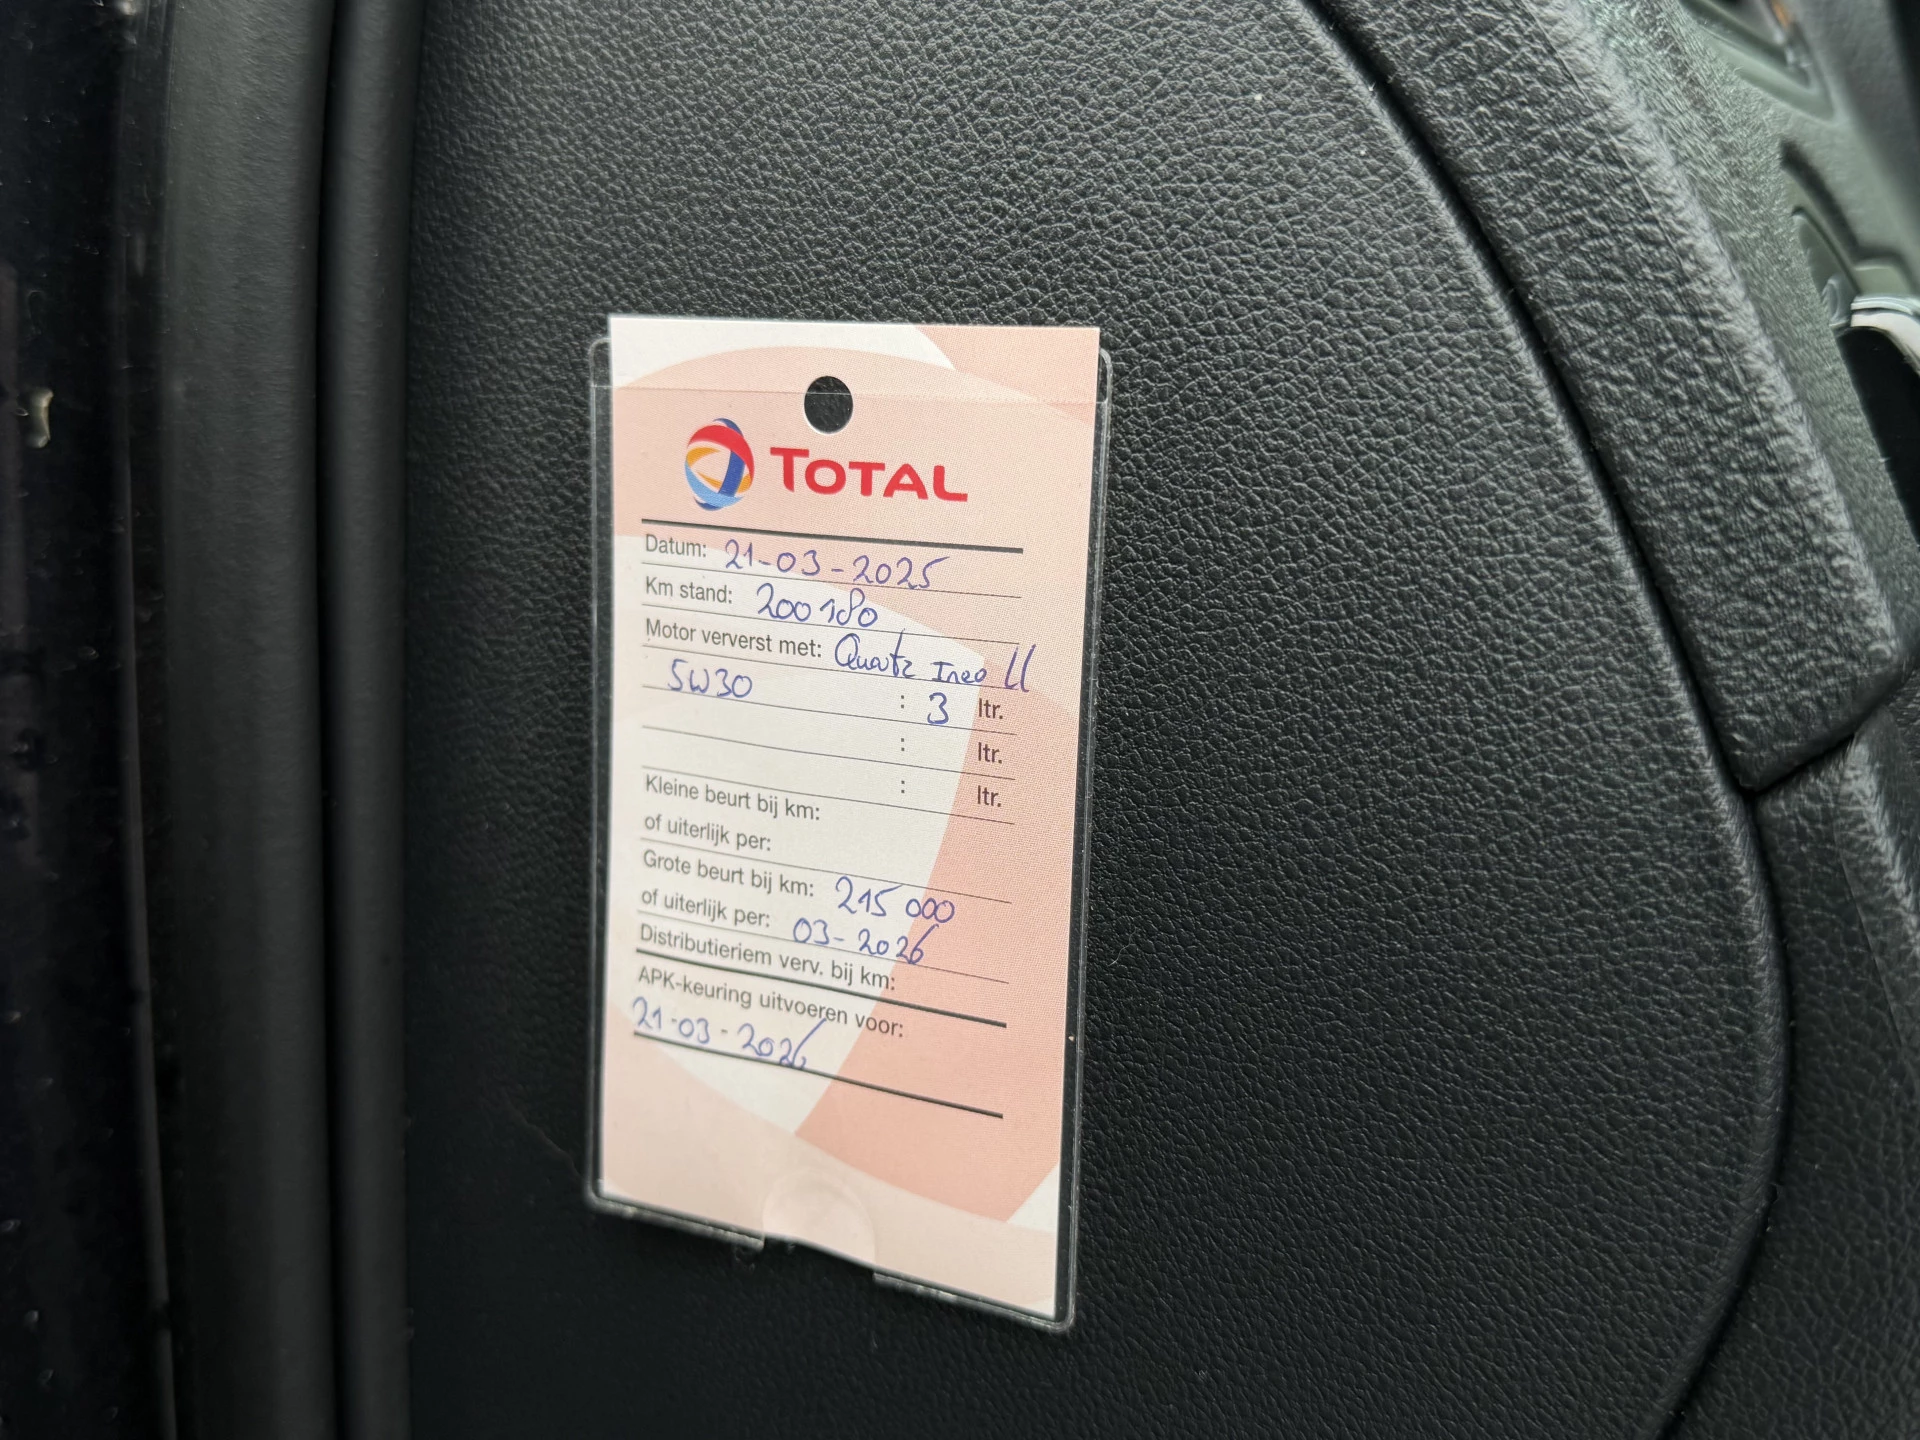 TOTAL
Datum: 21-03-2025
Km stand: 200180
Motor ververst met: Quartz Ineo ll
5W30 : 3 ltr.
: ltr.
: ltr.
Kleine beurt bij km:
of uiterlijk per:
Grote beurt bij km: 215 000
of uiterlijk per: 03-2026
Distributieriem verv. bij km:
APK-keuring uitvoeren voor:
21-03-2026